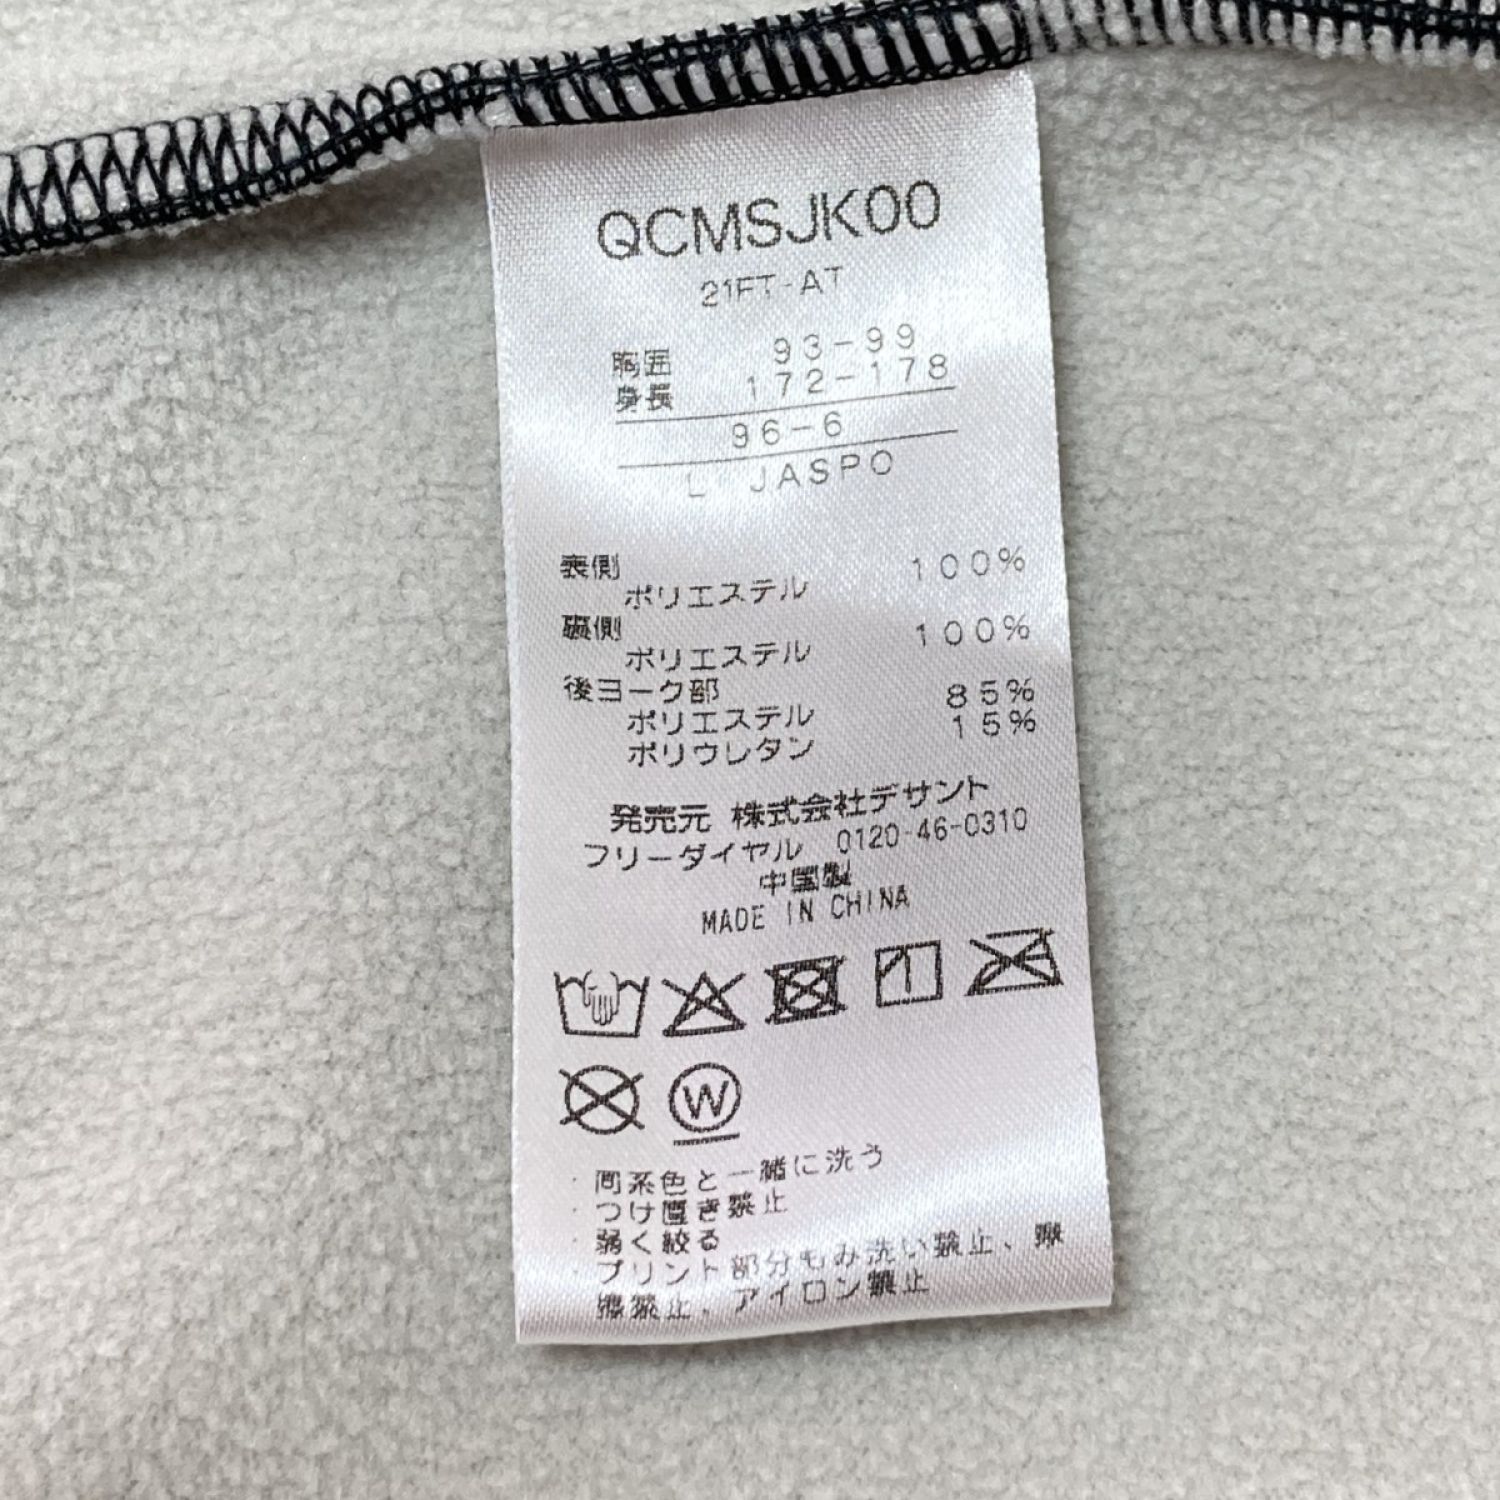 QCMSJK00
21FT-AT
胸囲 93-99
身長 172-178
96-6
L JASPO
表側
ポリエステル 100%
裏側
ポリエステル 100%
後ヨーク部
ポリエステル 85%
ポリウレタン 15%
発売元 株式会社デサント
フリーダイヤル 0120-46-0310
中国製
MADE IN CHINA
W
・同系色と一緒に洗う
・つけ置き禁止
・弱く絞る
・プリント部分もみ洗い禁止、摩
擦禁止、アイロン禁止